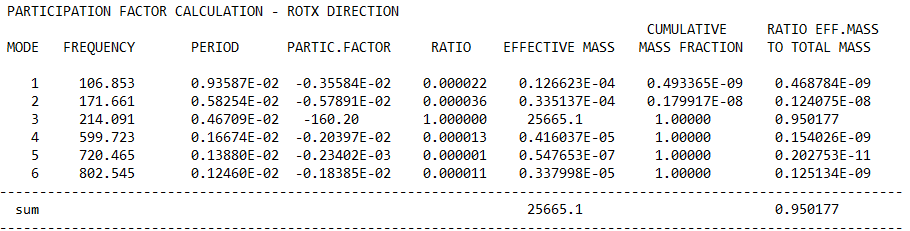 PARTICIPATION FACTOR CALCULATION - ROTX DIRECTION
CUMULATIVE RATIO EFF.MASS
MODE FREQUENCY PERIOD PARTIC.FACTOR RATIO EFFECTIVE MASS MASS FRACTION TO TOTAL MASS
1 106.853 0.93587E-02 -0.35584E-02 0.000022 0.126623E-04 0.493365E-09 0.468784E-09
2 171.661 0.58254E-02 -0.57891E-02 0.000036 0.335137E-04 0.179917E-08 0.124075E-08
3 214.091 0.46709E-02 -160.20 1.000000 25665.1 1.00000 0.950177
4 599.723 0.16674E-02 -0.20397E-02 0.000013 0.416037E-05 1.00000 0.154026E-09
5 720.465 0.13880E-02 -0.23402E-03 0.000001 0.547653E-07 1.00000 0.202753E-11
6 802.545 0.12460E-02 -0.18385E-02 0.000011 0.337998E-05 1.00000 0.125134E-09
sum 25665.1 0.950177